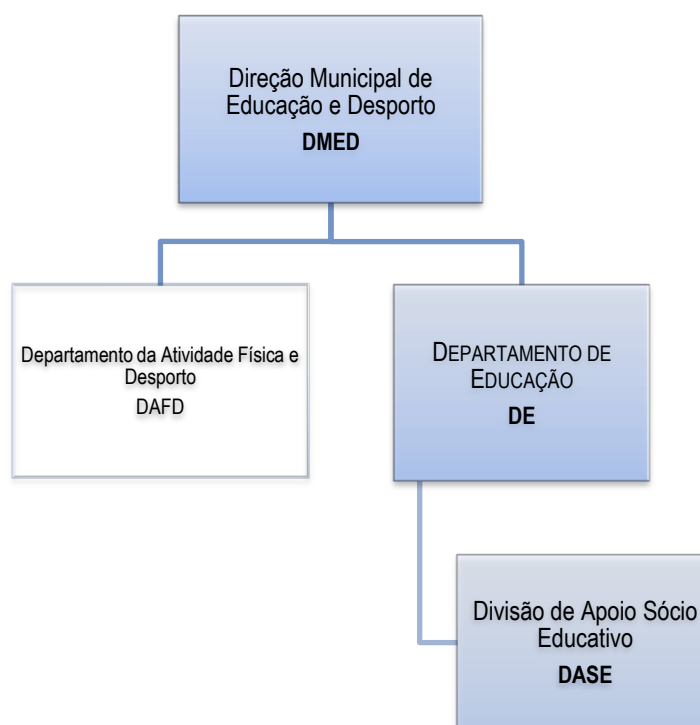 Direção Municipal de
Educação e Desporto
DMED
Departamento da Atividade Física e
Desporto
DAFD
DEPARTAMENTO DE
EDUCAÇÃO
DE
Divisão de Apoio Sócio
Educativo
DASE